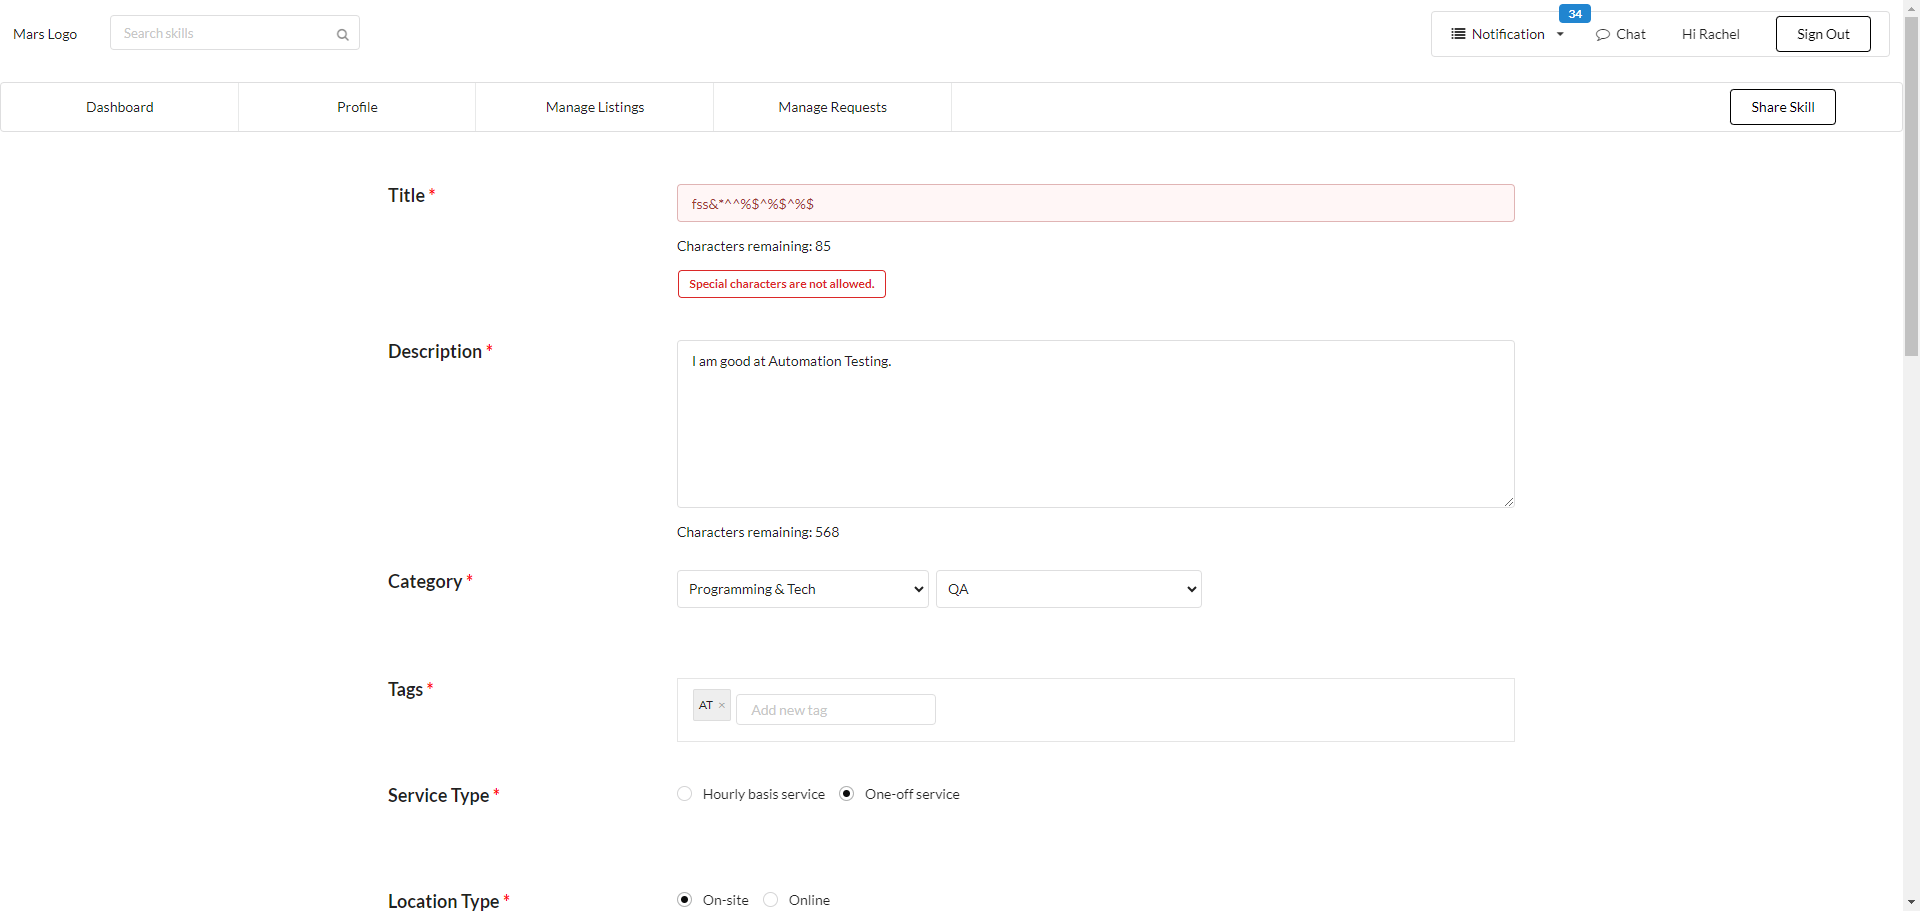 Mars Logo
Search skills
Notification
34
Chat
Hi Rachel
Sign Out
Dashboard
Profile
Manage Listings
Manage Requests
Share Skill
Title *
fss&*^^%$^%$^%$
Characters remaining: 85
Special characters are not allowed.
Description *
I am good at Automation Testing.
Characters remaining: 568
Category *
Programming & Tech
QA
Tags *
AT ×
Add new tag
Service Type *
Hourly basis service
One-off service
Location Type *
On-site
Online